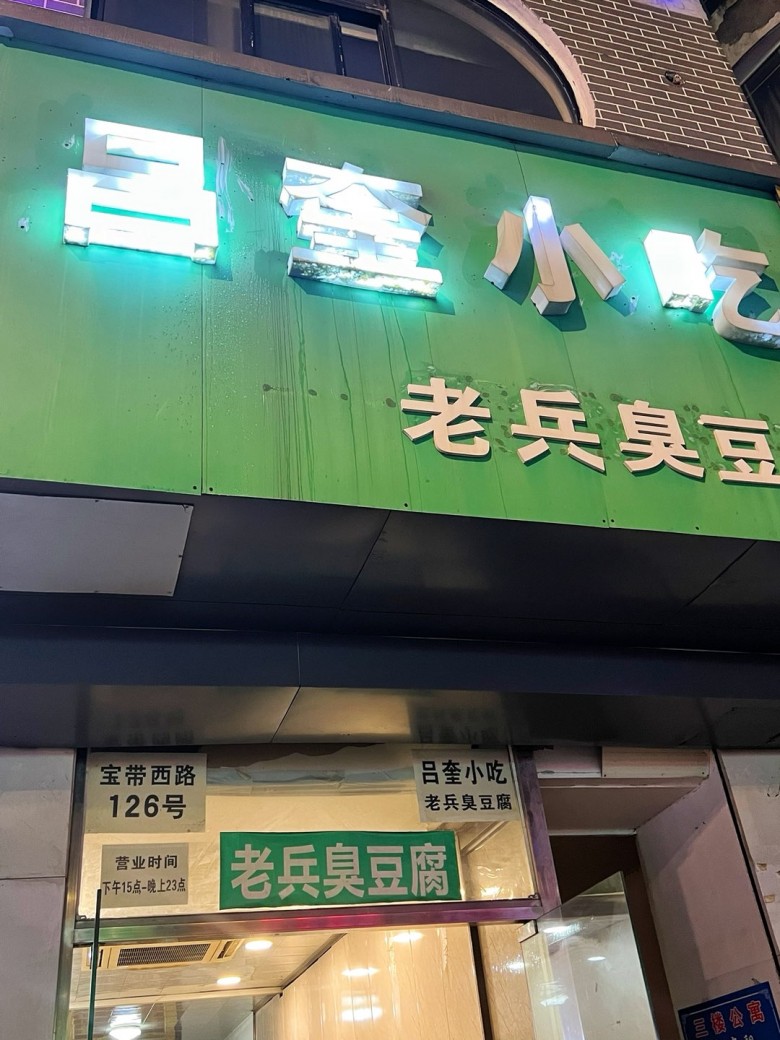 吕奎小吃
老兵臭豆
宝带西路
126号
吕奎小吃
老兵臭豆腐
营业时间
下午15点-晚上23点
老兵臭豆腐
三楼公寓